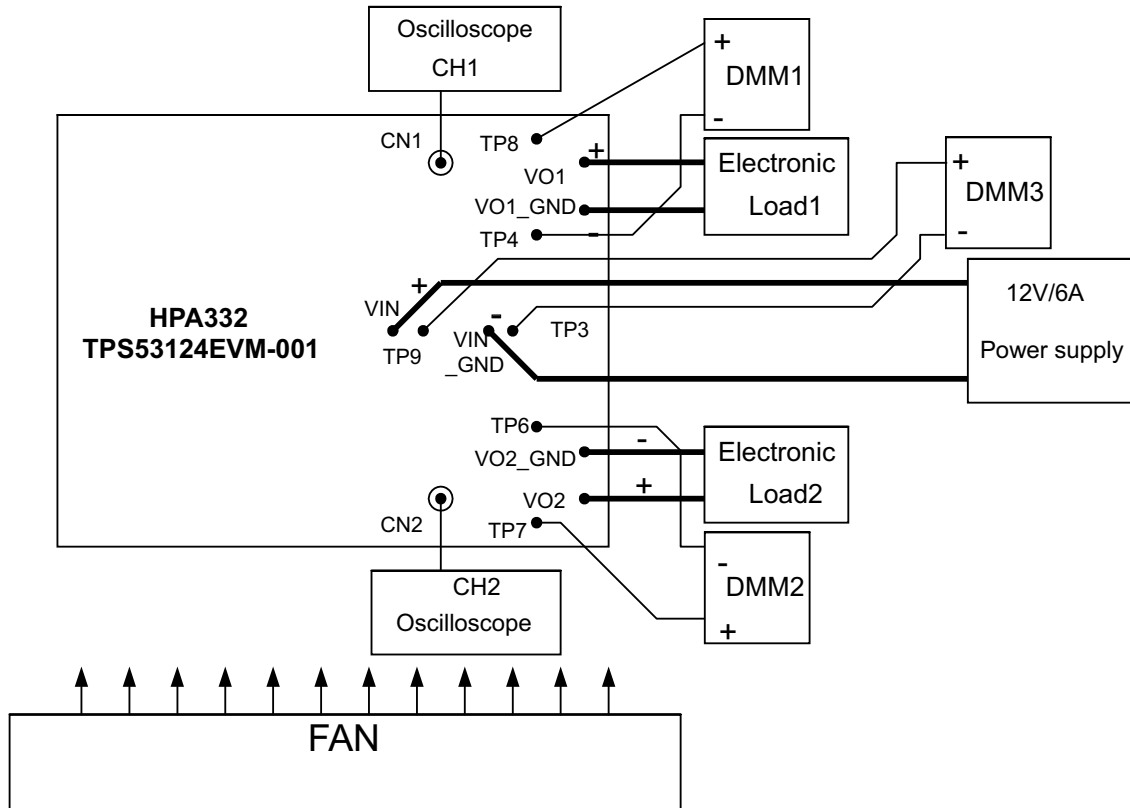 Oscilloscope
CH1
+
DMM1
-
CN1
TP8
+
VO1
Electronic
Load1
VO1_GND
TP4
-
+
DMM3
-
HPA332
TPS53124EVM-001
+
VIN
TP9
-
VIN
_GND
TP3
12V/6A
Power supply
TP6
VO2_GND
-
Electronic
Load2
VO2
+
CN2
TP7
CH2
Oscilloscope
-
DMM2
+
FAN